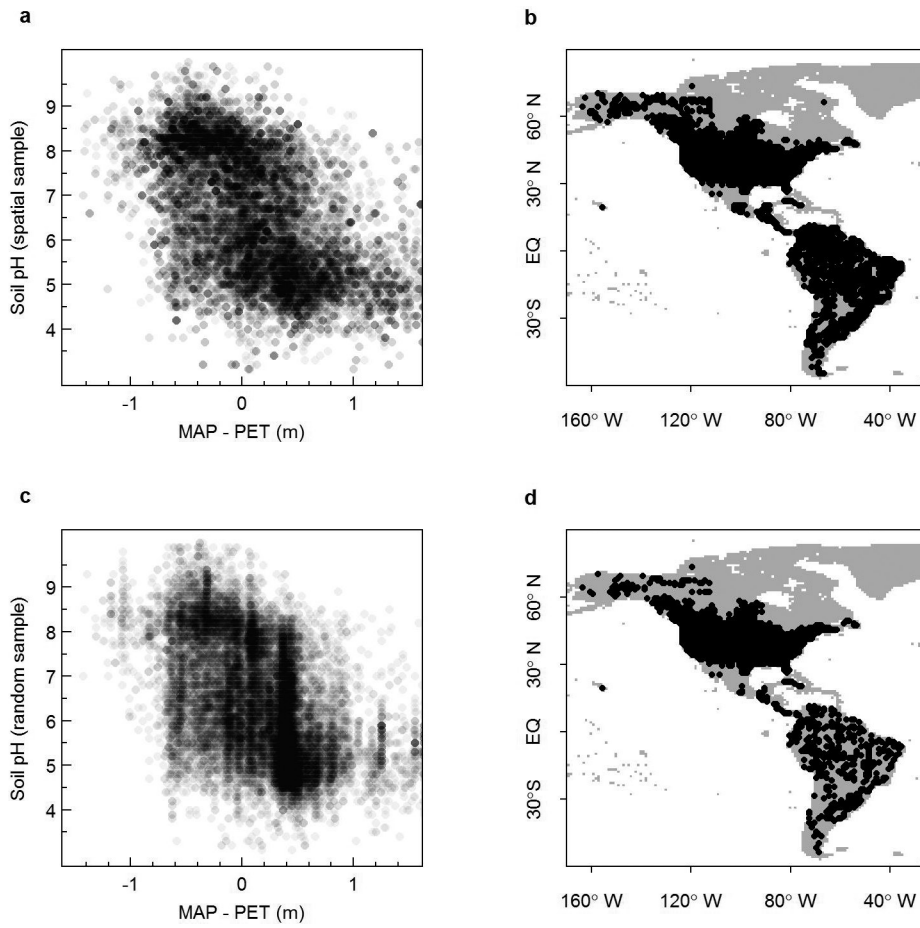 a
Soil pH (spatial sample)
9
8
7
6
5
4
-1
0
1
MAP - PET (m)
b
60° N
30° N
EQ
30°S
160° W
120° W
80° W
40° W
c
Soil pH (random sample)
9
8
7
6
5
4
-1
0
1
MAP - PET (m)
d
60° N
30° N
EQ
30°S
160° W
120° W
80° W
40° W